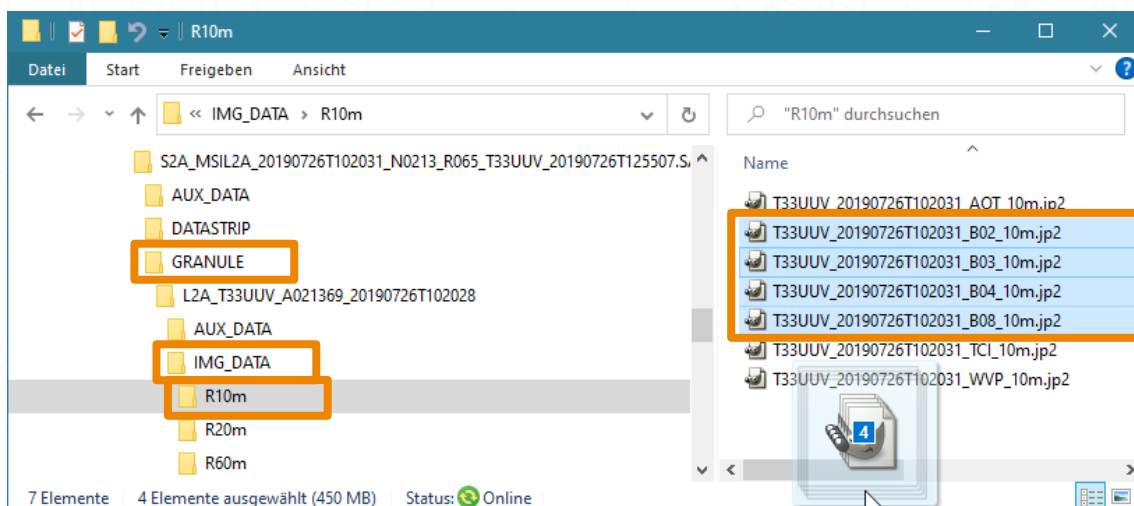 R10m
Datei Start Freigeben Ansicht
« IMG_DATA › R10m
"R10m" durchsuchen
S2A_MSIL2A_20190726T102031_N0213_R065_T33UUV_20190726T125507.S
AUX_DATA
DATASTRIP
GRANULE
L2A_T33UUV_A021369_20190726T102028
AUX_DATA
IMG_DATA
R10m
R20m
R60m
Name
T33UUV_20190726T102031_AOT_10m.jp2
T33UUV_20190726T102031_B02_10m.jp2
T33UUV_20190726T102031_B03_10m.jp2
T33UUV_20190726T102031_B04_10m.jp2
T33UUV_20190726T102031_B08_10m.jp2
T33UUV_20190726T102031_TCI_10m.jp2
T33UUV_20190726T102031_WVP_10m.jp2
4
7 Elemente 4 Elemente ausgewählt (450 MB) Status: Online